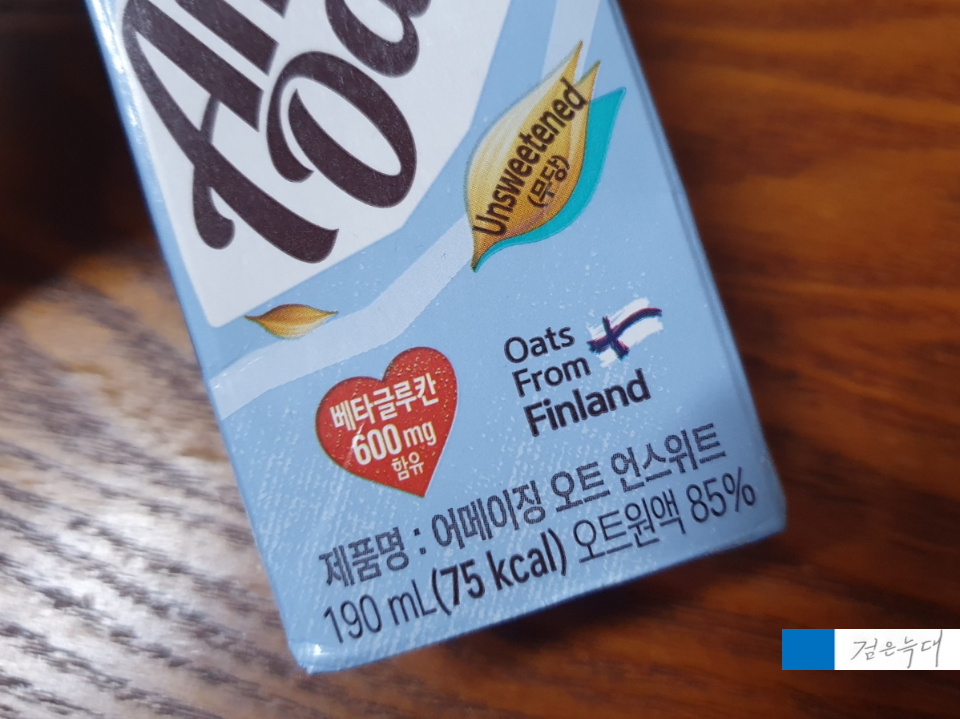 Unsweetened
(무당)
Oats
From
Finland
베타글루칸
600mg
함유
제품명 : 어메이징 오트 언스위트
190 mL(75 kcal) 오트원액 85%
검은늑대